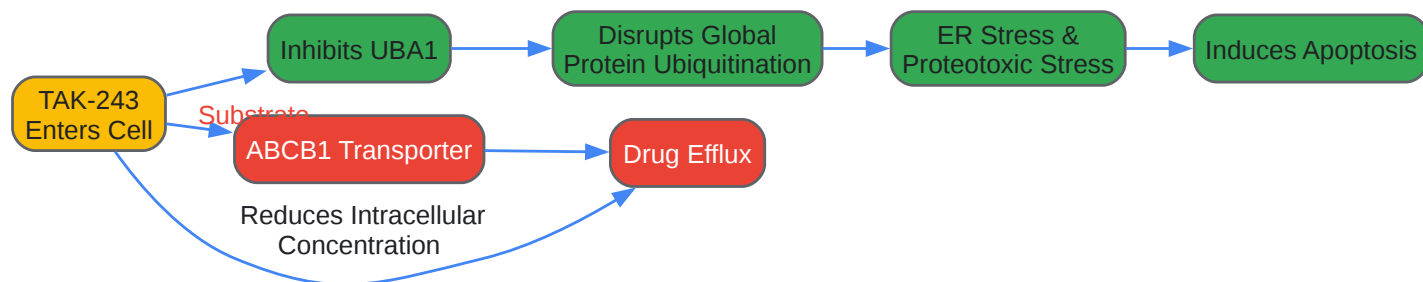 TAK-243
Enters Cell
Inhibits UBA1
Disrupts Global
Protein Ubiquitination
ER Stress &
Proteotoxic Stress
Induces Apoptosis
Substrate
ABCB1 Transporter
Drug Efflux
Reduces Intracellular
Concentration